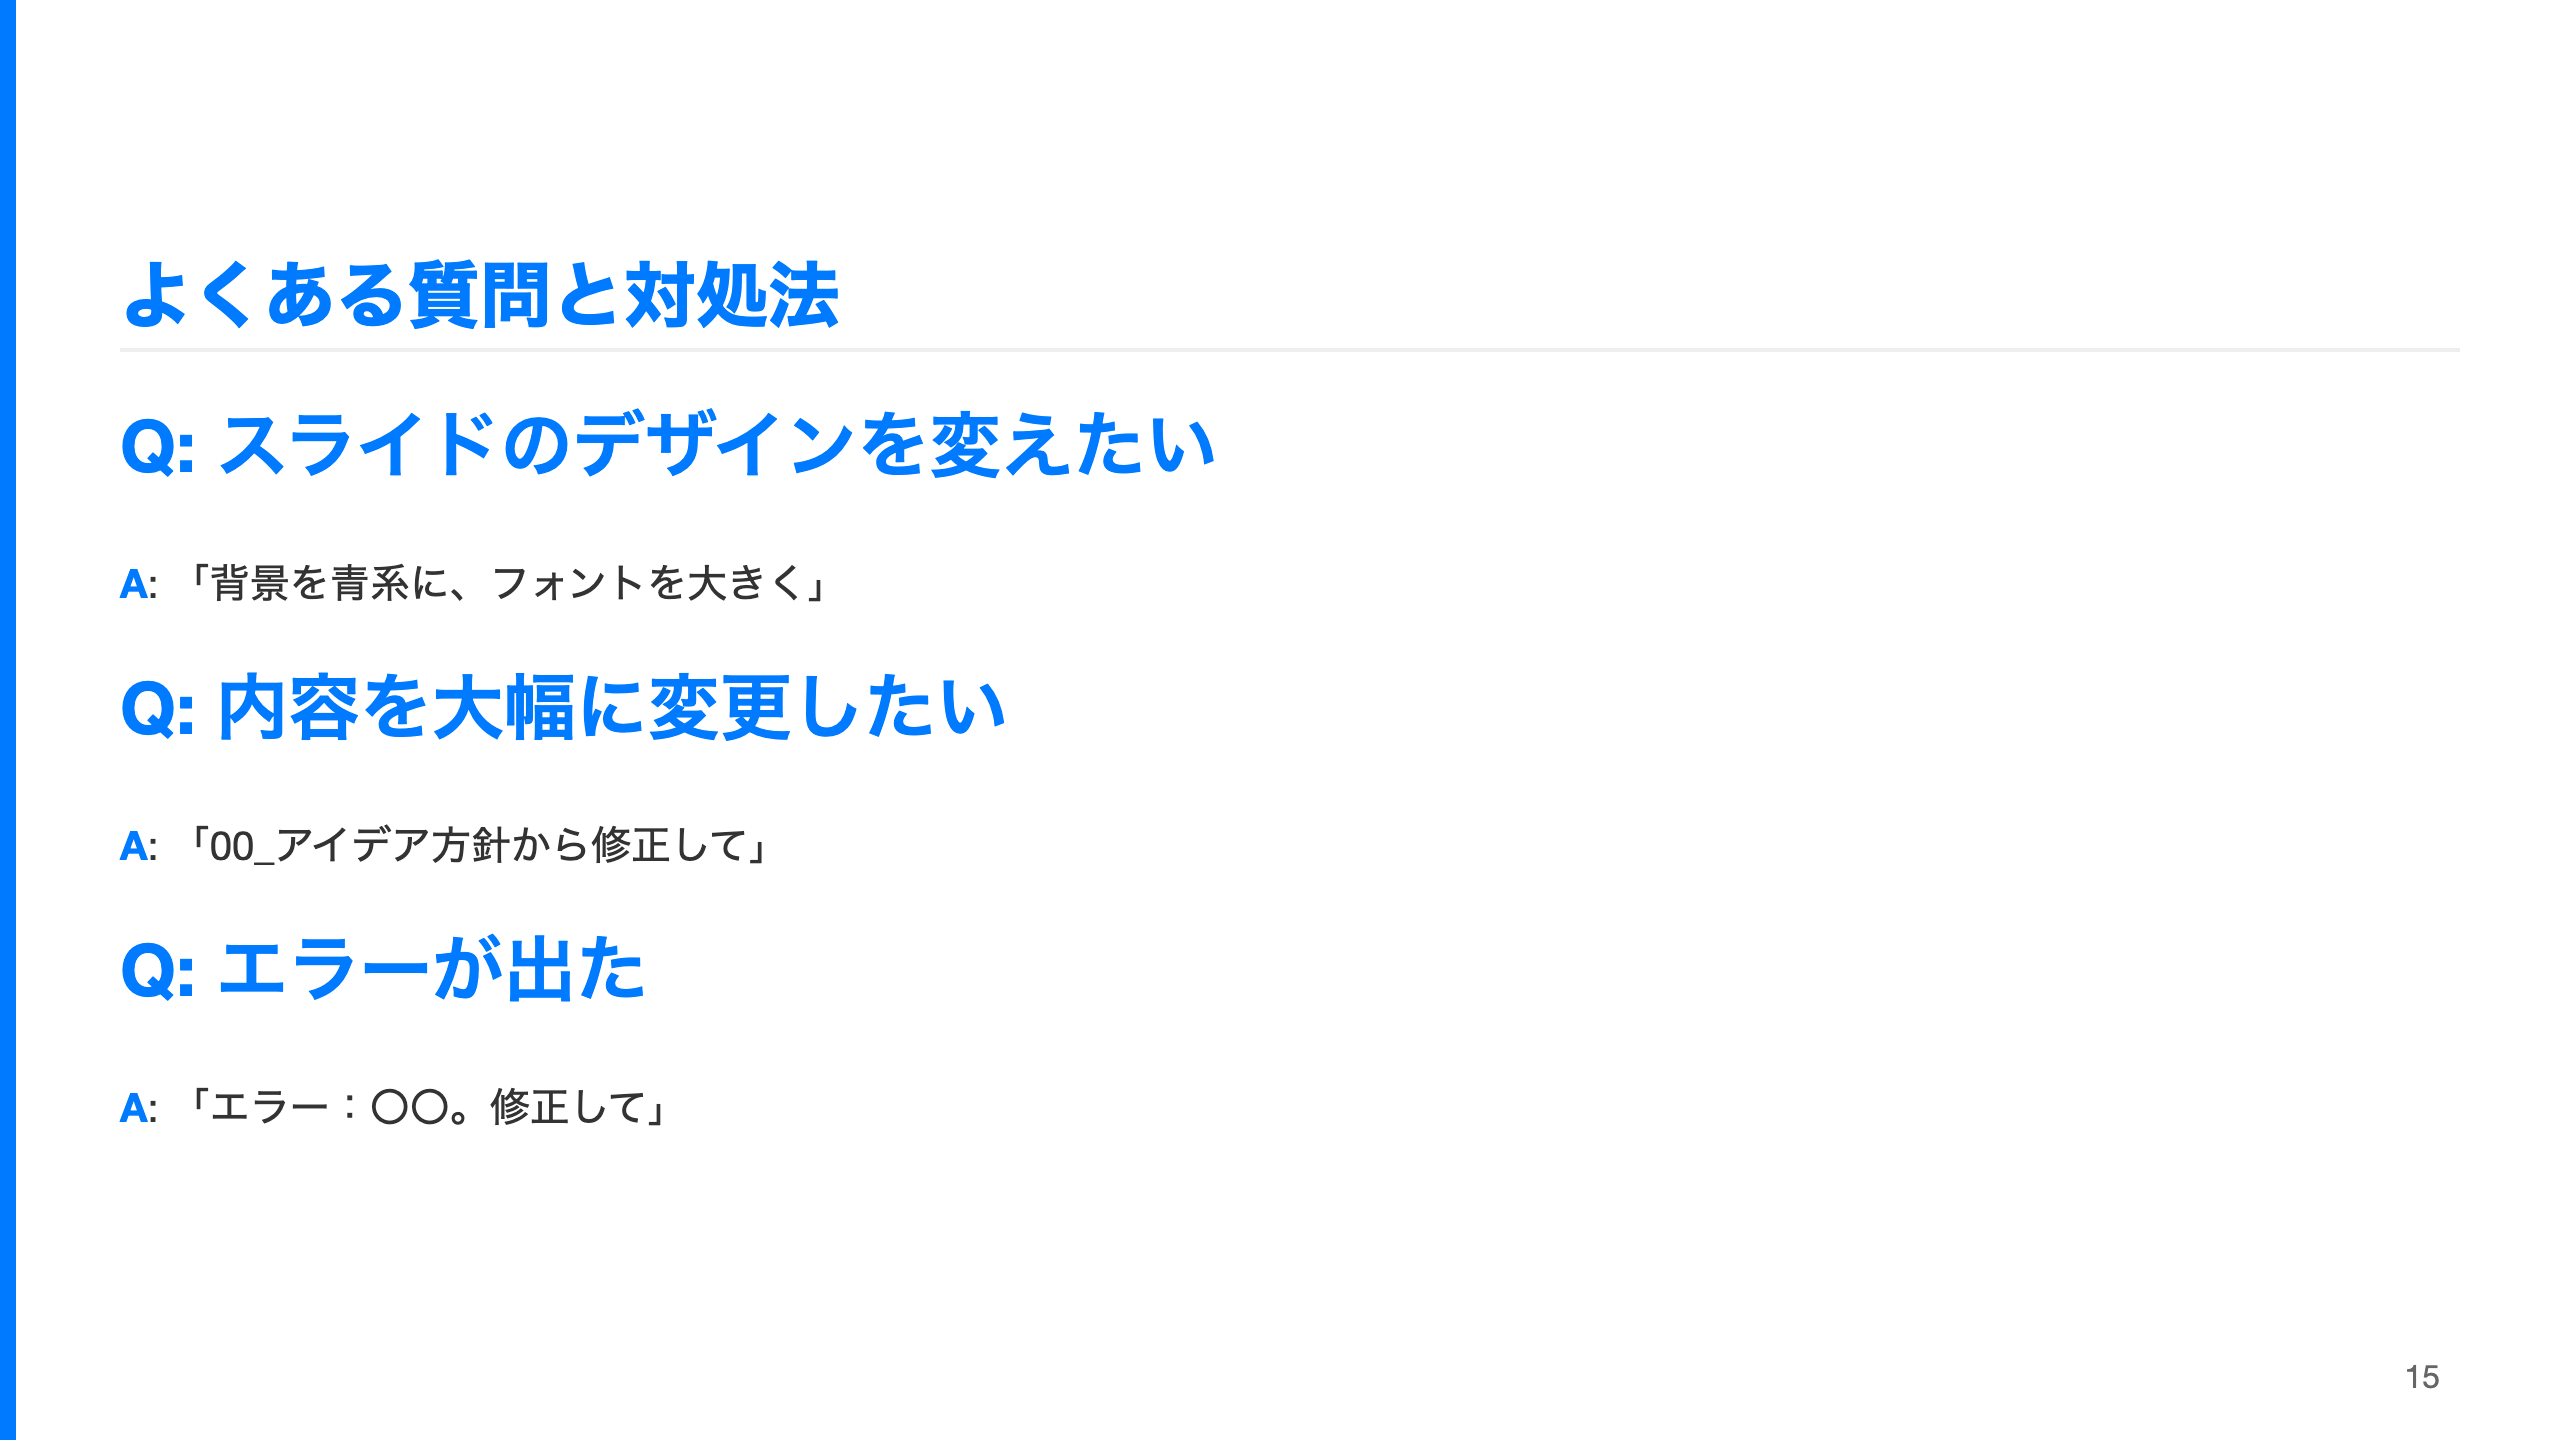 よくある質問と対処法
Q: スライドのデザインを変えたい
A: 「背景を青系に、フォントを大きく」
Q: 内容を大幅に変更したい
A: 「00_アイデア方針から修正して」
Q: エラーが出た
A: 「エラー：〇〇。修正して」
15